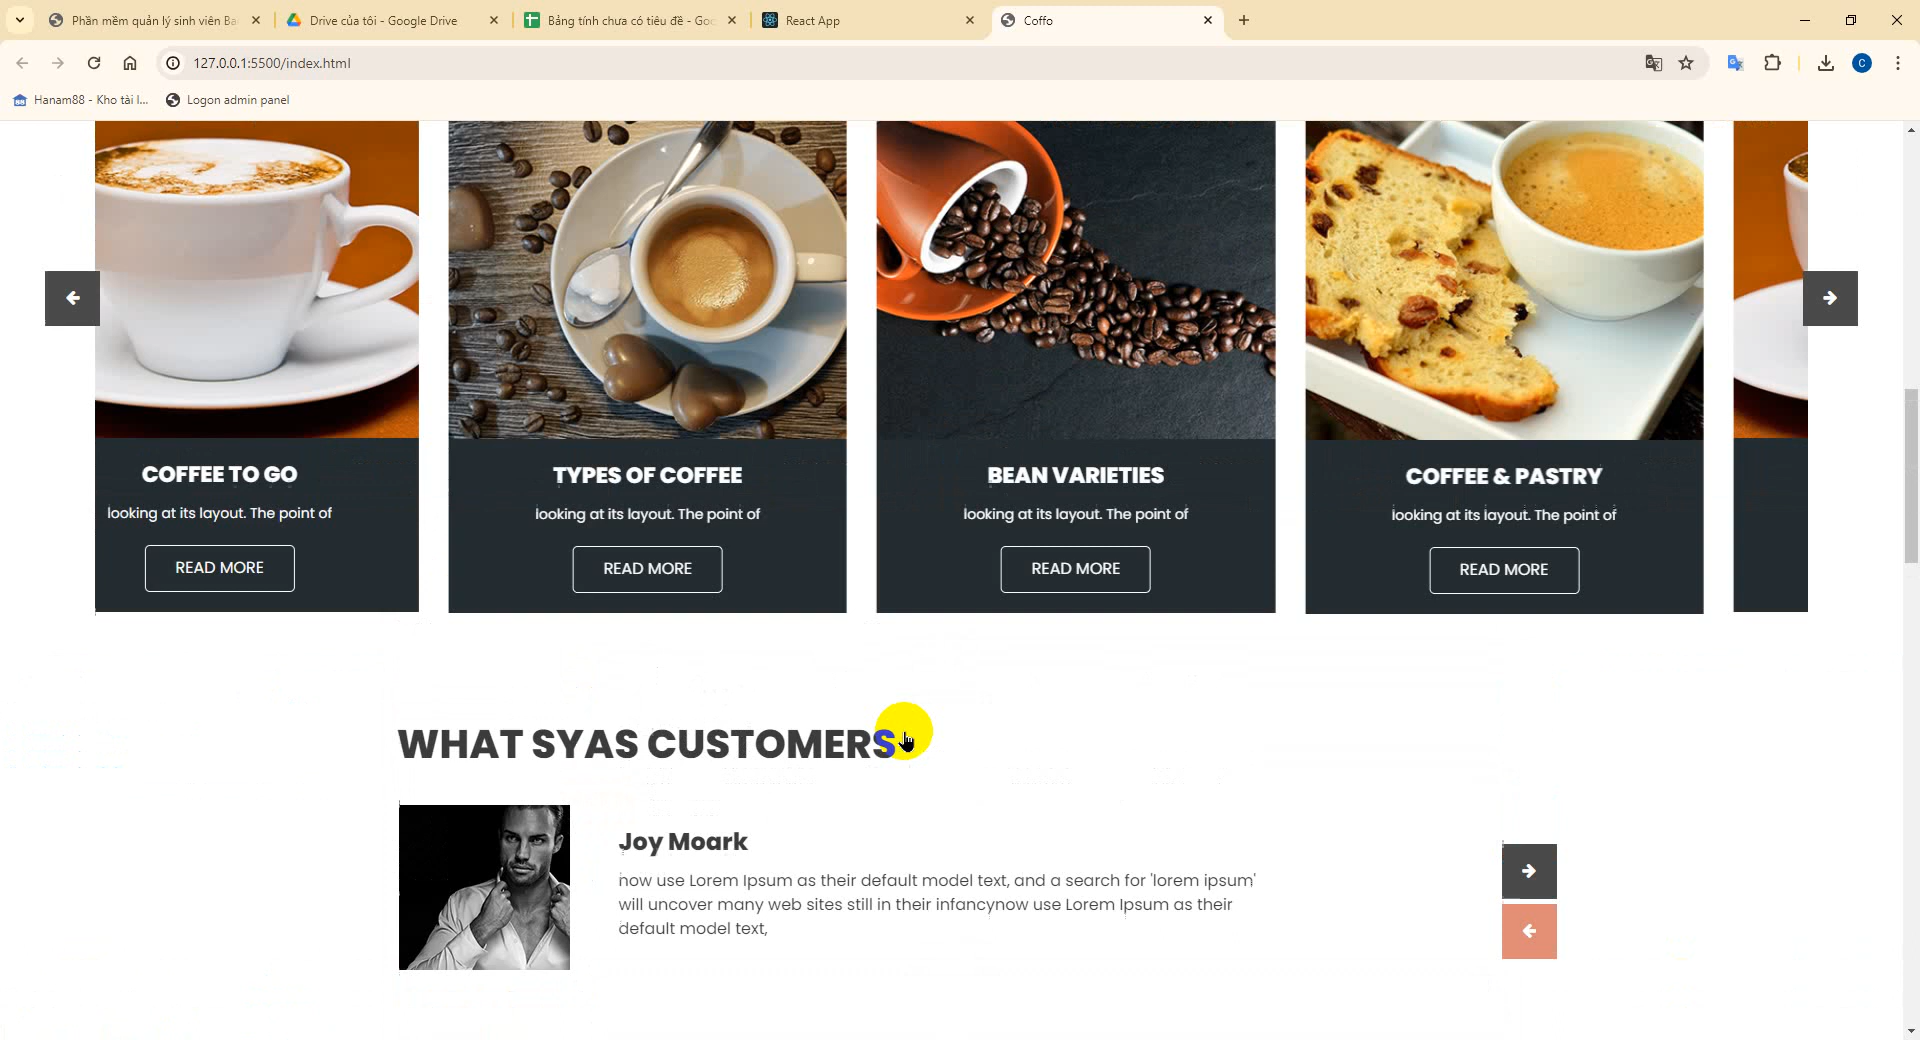 Phần mềm quản lý sinh viên Ba
Drive của tôi - Google Drive
Bảng tính chưa có tiêu đề - Goo
React App
Coffo
127.0.0.1:5500/index.html
C
Hanam88 - Kho tài l...
Logon admin panel
COFFEE TO GO
looking at its layout. The point of
READ MORE
TYPES OF COFFEE
looking at its layout. The point of
READ MORE
BEAN VARIETIES
looking at its layout. The point of
READ MORE
COFFEE & PASTRY
looking at its layout. The point of
READ MORE
WHAT SYAS CUSTOMERS
Joy Moark
now use Lorem Ipsum as their default model text, and a search for 'lorem ipsum'
will uncover many web sites still in their infancynow use Lorem Ipsum as their
default model text,